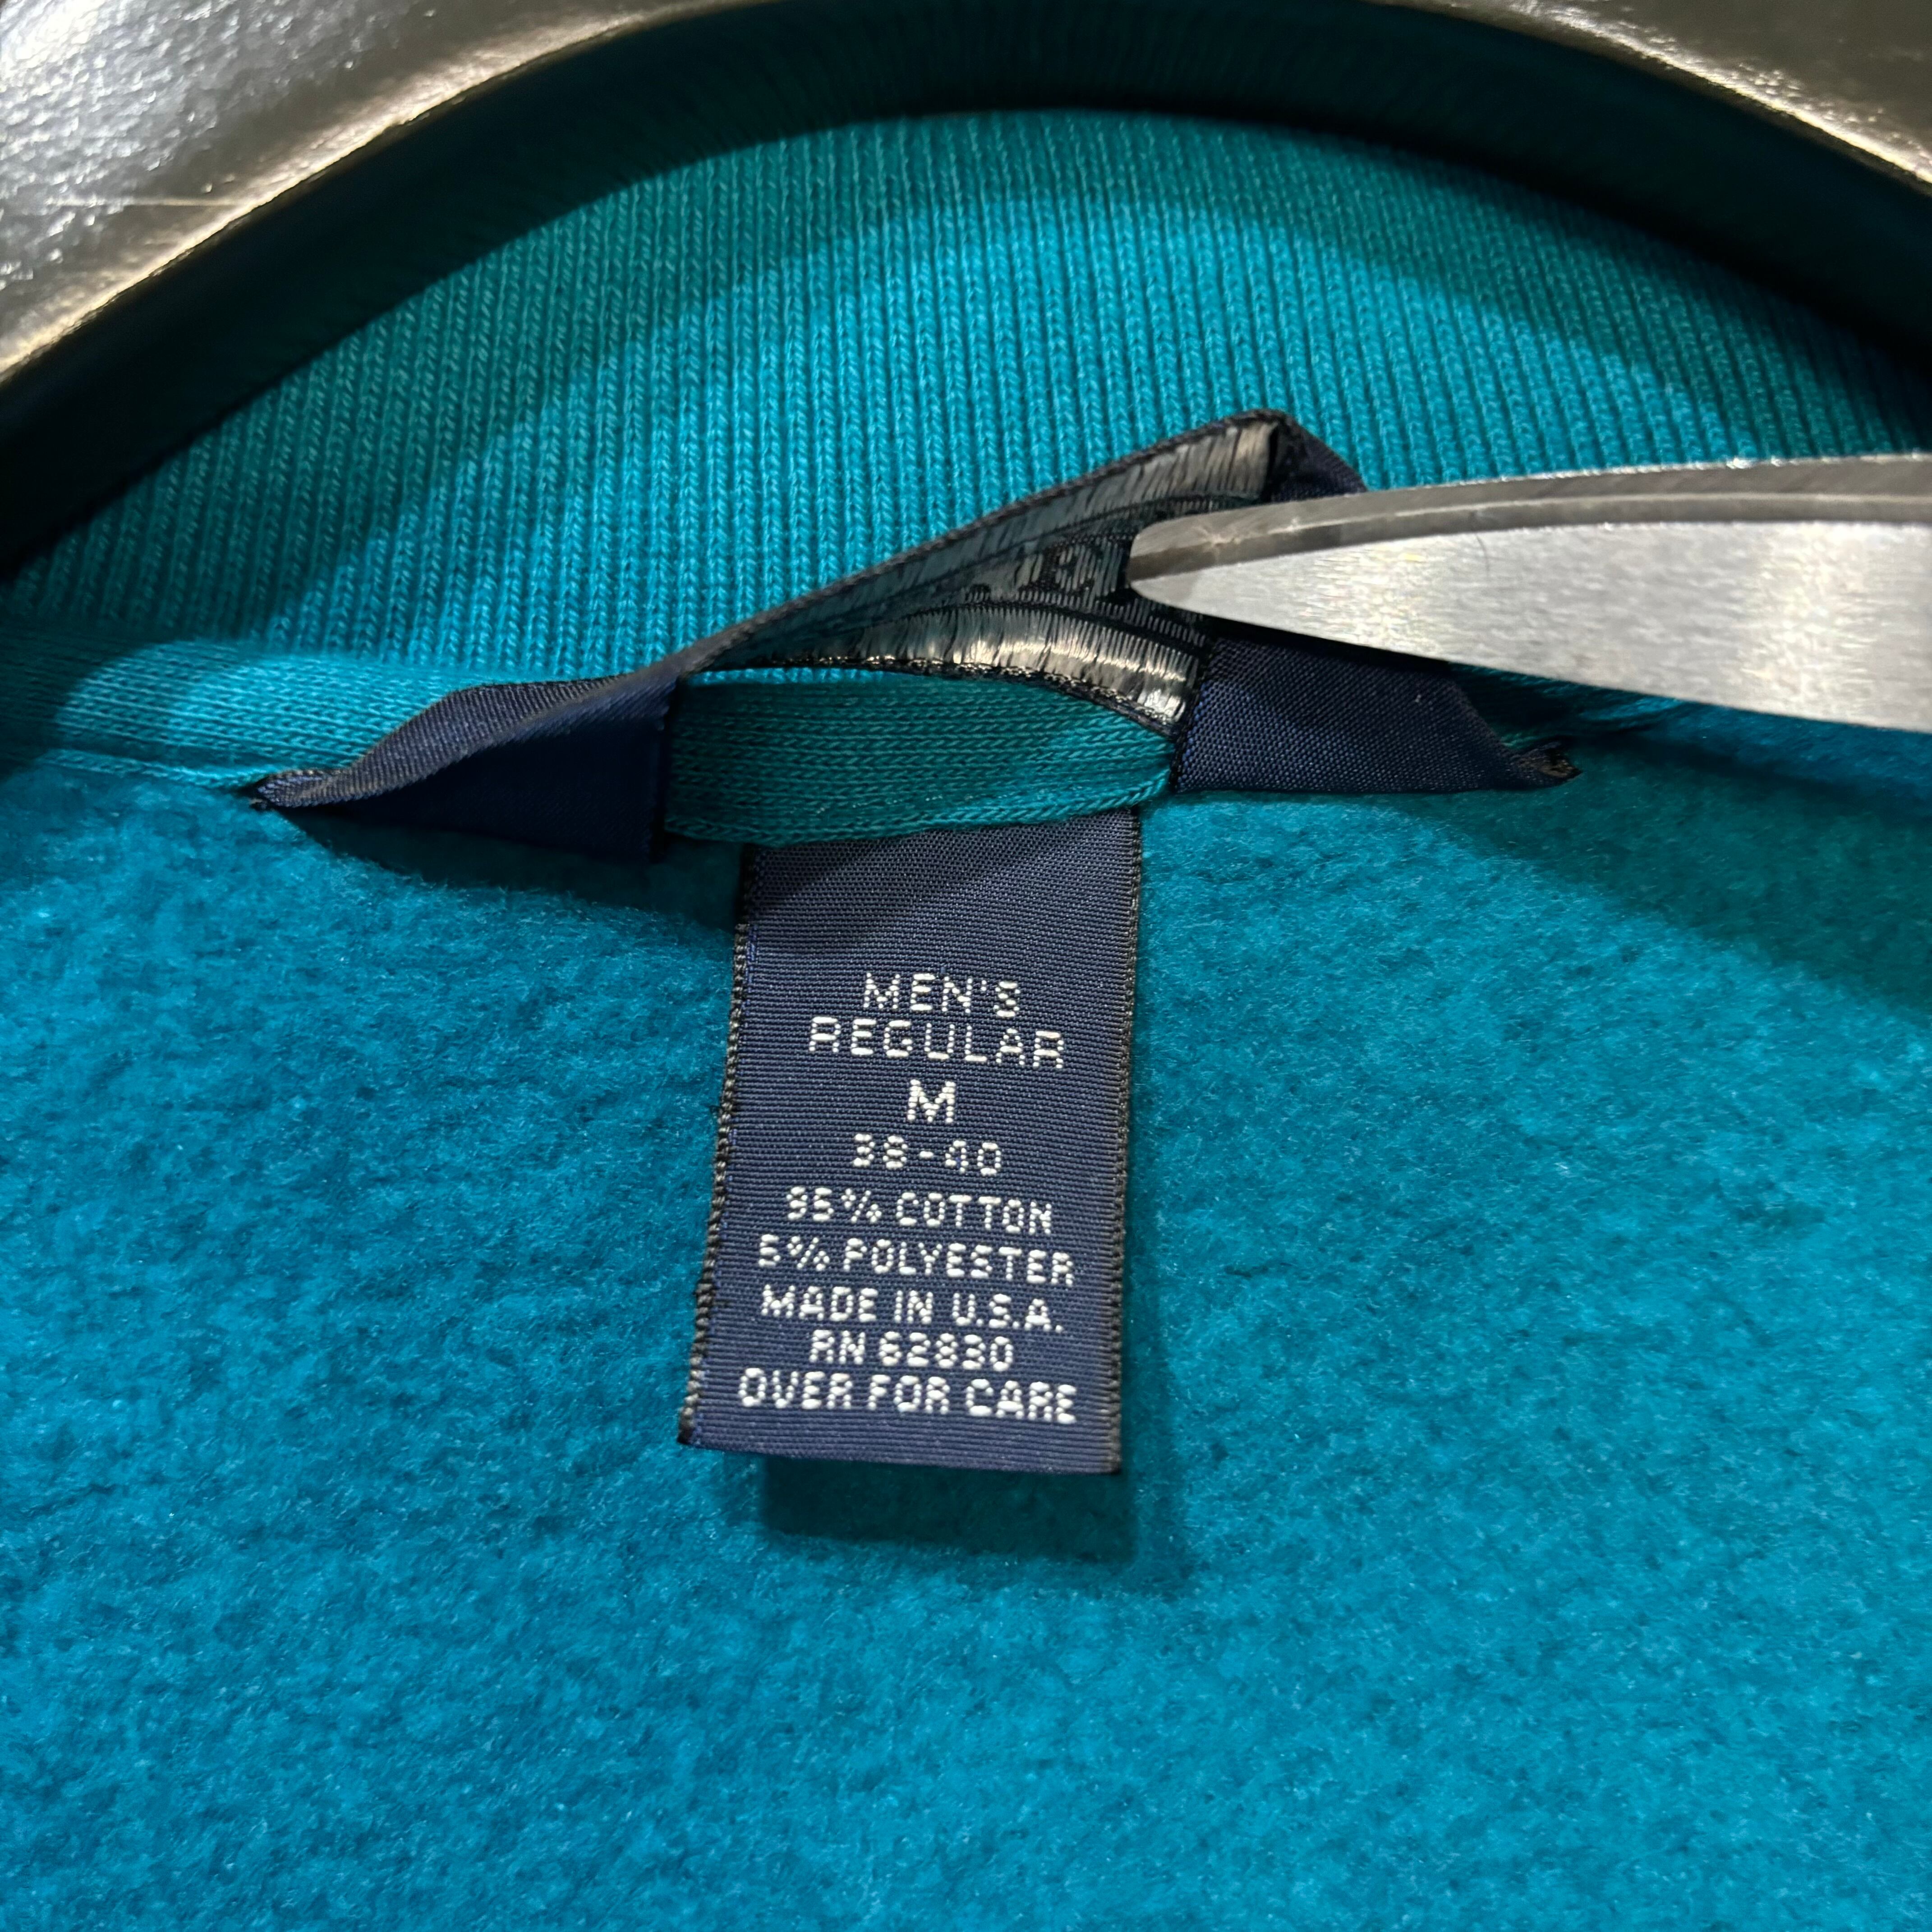 MEN'S
REGULAR
M
38-40
95% COTTON
5% POLYESTER
MADE IN U.S.A.
RN 62830
OVER FOR CARE